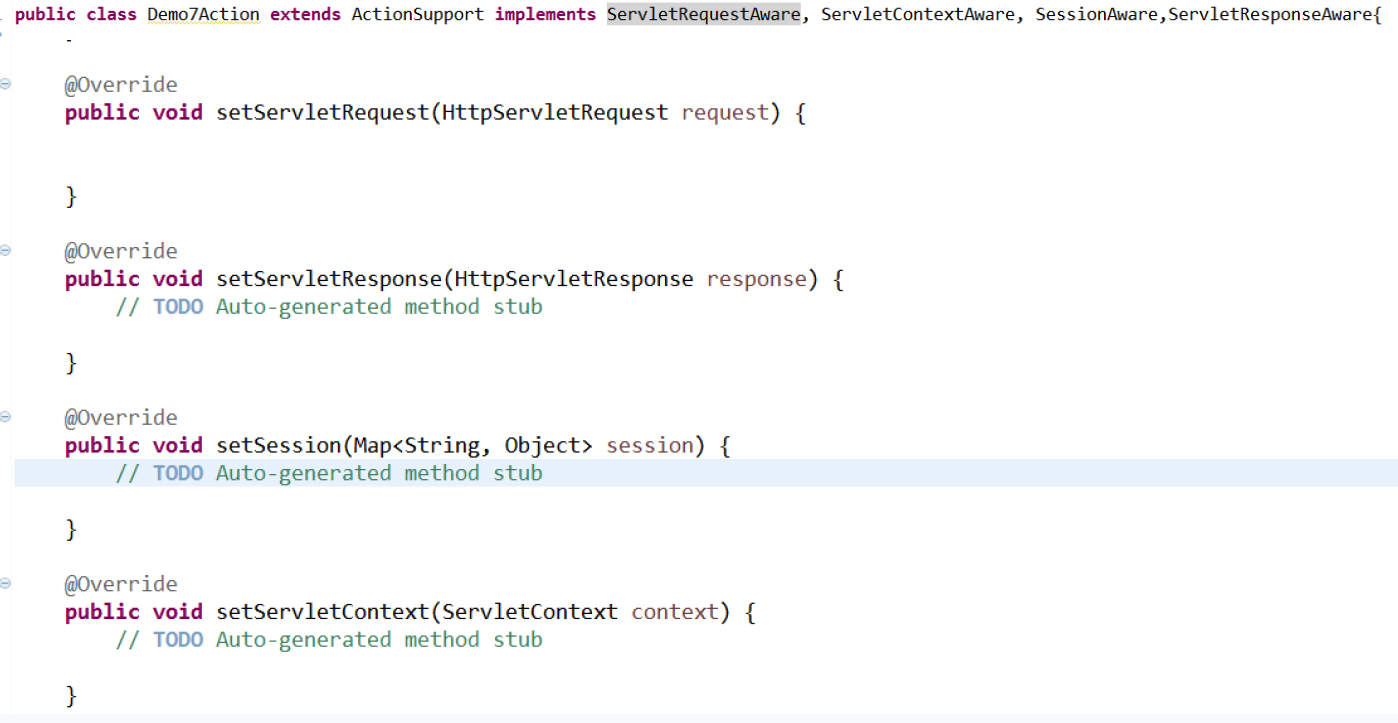 public class Demo7Action extends ActionSupport implements ServletRequestAware, ServletContextAware, SessionAware,ServletResponseAware{
@Override
public void setServletRequest(HttpServletRequest request) {
}
@Override
public void setServletResponse(HttpServletResponse response) {
// TODO Auto-generated method stub
}
@Override
public void setSession(Map<String, Object> session) {
// TODO Auto-generated method stub
}
@Override
public void setServletContext(ServletContext context) {
// TODO Auto-generated method stub
}